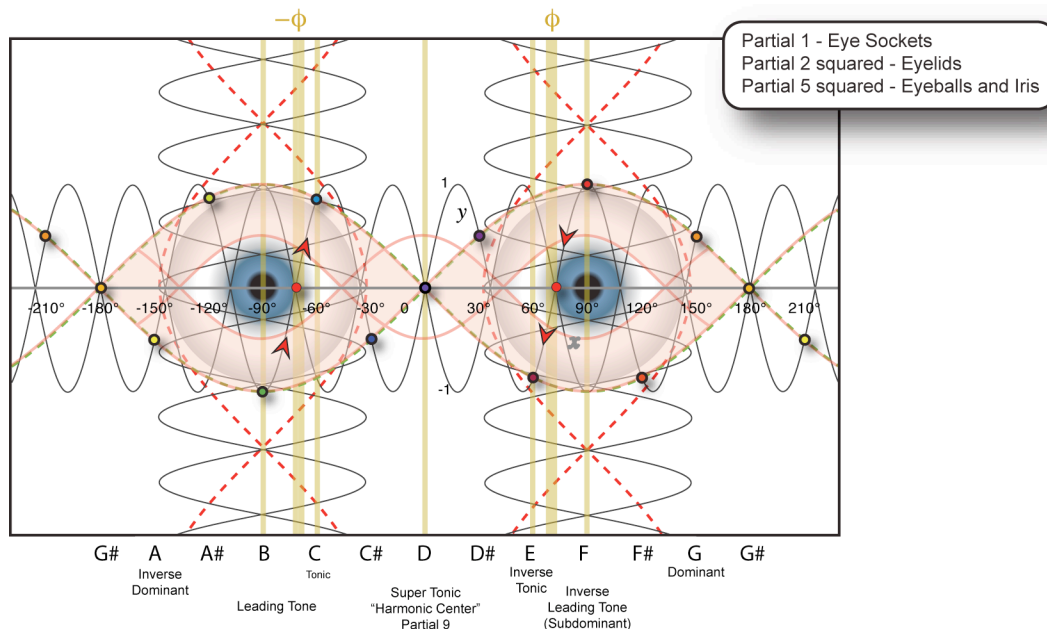 −ϕ
ϕ
Partial 1 - Eye Sockets
Partial 2 squared - Eyelids
Partial 5 squared - Eyeballs and Iris
1
y
-210° -180° -150° -120° -90° -60° -30° 0 30° 60° 90° 120° 150° 180° 210°
x
-1
G# A A# B C C# D D# E F F# G G#
Inverse
Dominant
Leading Tone
Tonic
Super Tonic
“Harmonic Center”
Partial 9
Inverse
Tonic
Inverse
Leading Tone
(Subdominant)
Dominant